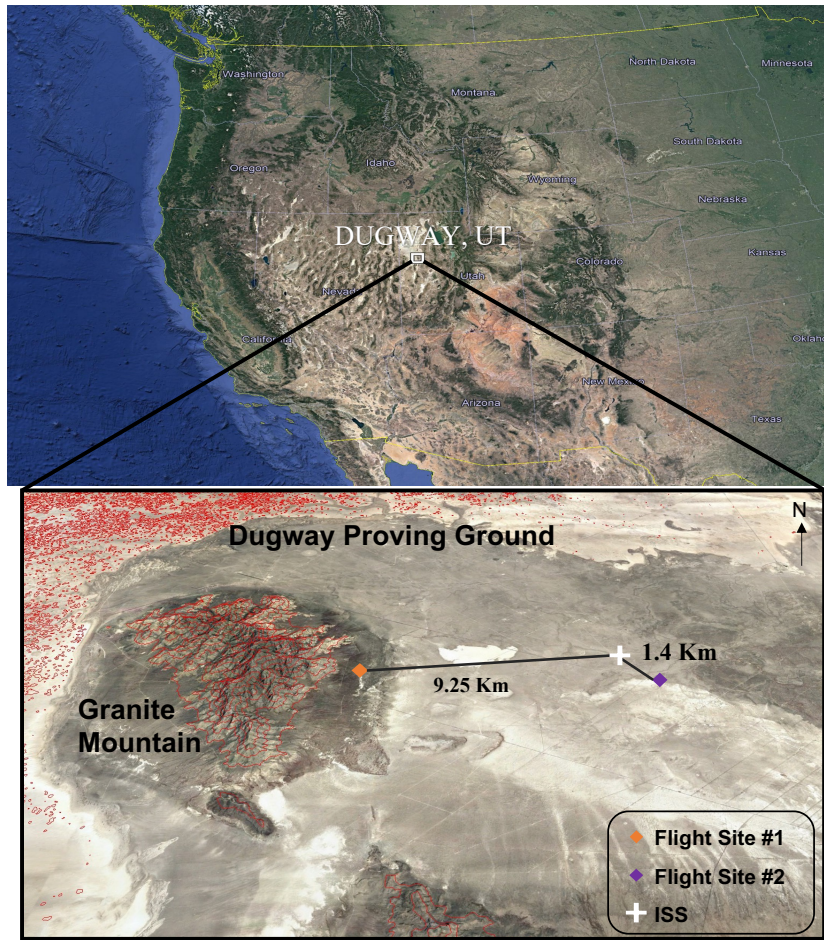 Washington
North Dakota
Minnesota
Montana
South Dakota
Oregon
Idaho
Wyoming
Nebraska
DUGWAY, UT
Utah
Colorado
Kansas
Nevada
California
Oklaho
New Mexico
Arizona
Texas
Dugway Proving Ground
N
1.4 Km
9.25 Km
Granite
Mountain
Flight Site #1
Flight Site #2
ISS